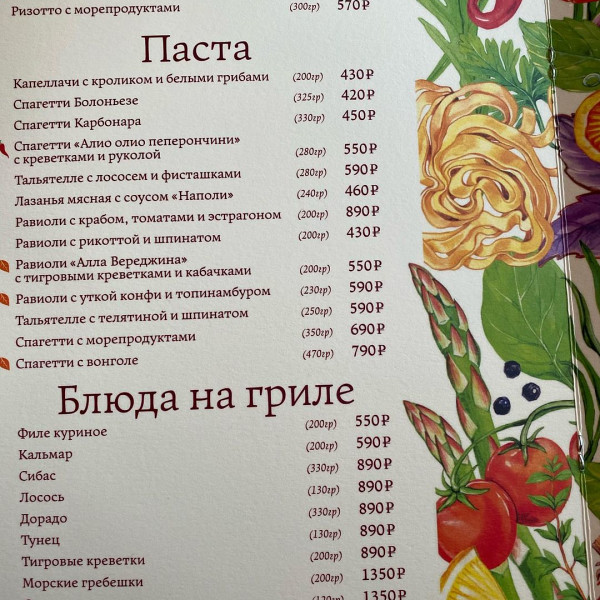 Ризотто с морепродуктами (300гр) 570₽
Паста
Капеллачи с кроликом и белыми грибами (200гр) 430₽
Спагетти Болоньезе (325гр) 420₽
Спагетти Карбонара (330гр) 450₽
Спагетти «Алио олио пеперончини»
с креветками и руколой (280гр) 550₽
Тальятелле с лососем и фисташками (280гр) 590₽
Лазанья мясная с соусом «Наполи» (240гр) 460₽
Равиоли с крабом, томатами и эстрагоном (200гр) 890₽
Равиоли с рикоттой и шпинатом (200гр) 430₽
Равиоли «Алла Вереджина»
с тигровыми креветками и кабачками (200гр) 550₽
Равиоли с уткой конфи и топинамбуром (230гр) 590₽
Тальятелле с телятиной и шпинатом (250гр) 590₽
Спагетти с морепродуктами (350гр) 690₽
Спагетти с вонголе (470гр) 790₽
Блюда на гриле
Филе куриное (200гр) 550₽
Кальмар (200гр) 590₽
Сибас (330гр) 890₽
Лосось (130гр) 890₽
Дорадо (330гр) 890₽
Тунец (130гр) 890₽
Тигровые креветки (200гр) 890₽
Морские гребешки (200гр) 1350₽
(120гр) 1350₽